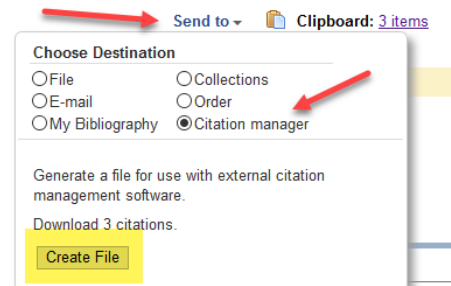 Send to Clipboard: 3 items
Choose Destination
File Collections
E-mail Order
My Bibliography Citation manager
Generate a file for use with external citation
management software.
Download 3 citations.
Create File